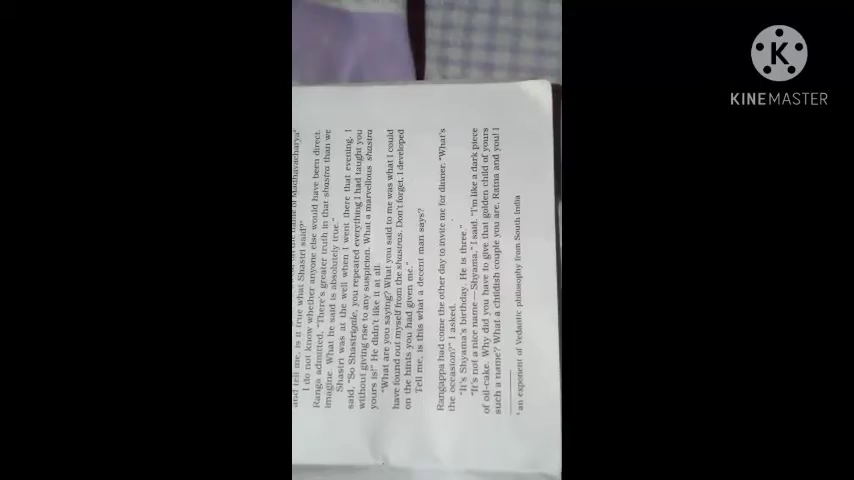 and tell me, is it true what Shastri said?"
I do not know whether anyone else would have been direct.
Ranga admitted, "There's greater truth in that shastra than we
imagine. What he said is absolutely true."
Shastri was at the well when I went there that evening. I
said, "So Shastrigale, you repeated everything I had taught you
without giving rise to any suspicion. What a marvellous shastra
yours is!" He didn't like it at all.
"What are you saying? What you said to me was what I could
have found out myself from the shastras. Don't forget, I developed
on the hints you had given me."
Tell me, is this what a decent man says?
Rangappa had come the other day to invite me for dinner. "What's
the occasion?" I asked.
"It's Shyama's birthday. He is three."
"It's not a nice name — Shyama," I said. "I'm like a dark piece
of oil-cake. Why did you have to give that golden child of yours
such a name? What a childish couple you are, Ratna and you! I
* an exponent of Vedantic philosophy from South India
KINEMASTER